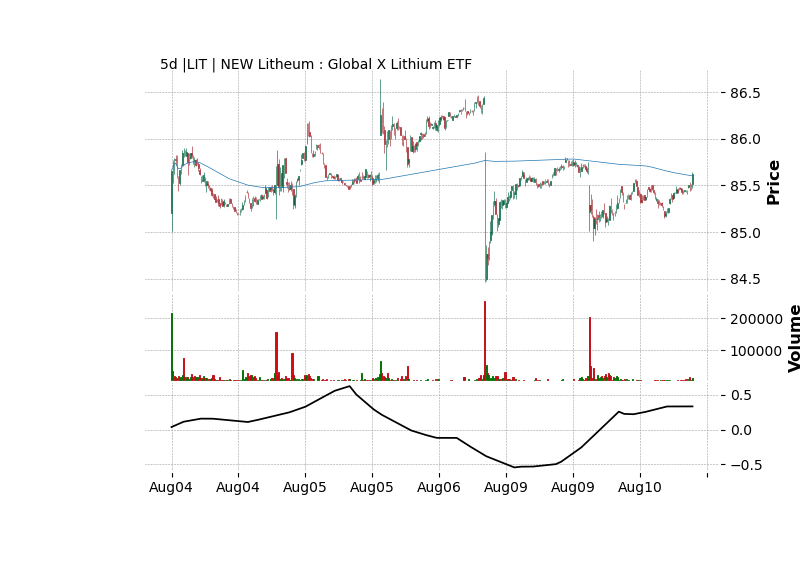 5d |LIT | NEW Litheum : Global X Lithium ETF
86.5
86.0
85.5
85.0
84.5
Price
200000
100000
Volume
0.5
0.0
−0.5
Aug04 Aug04 Aug05 Aug05 Aug06 Aug09 Aug09 Aug10